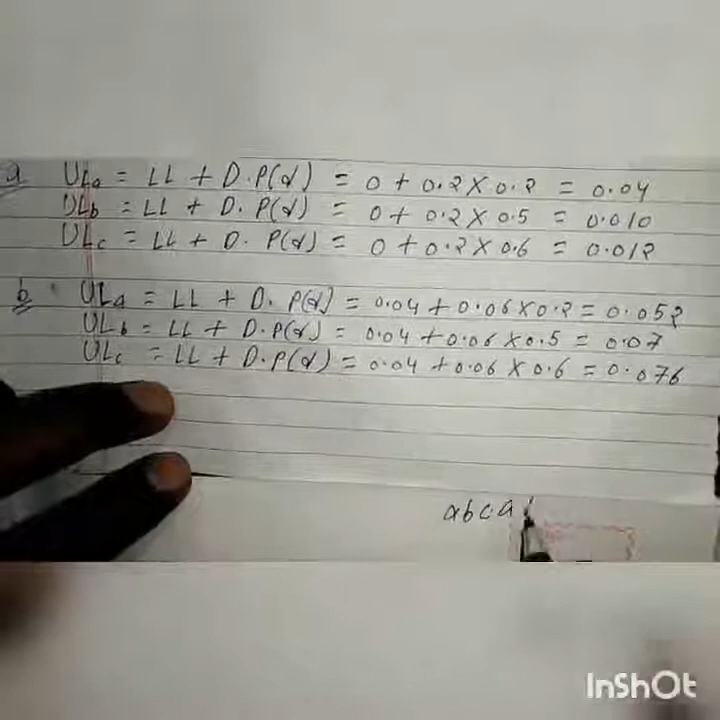 a ULa = LL + D.P(α) = 0 + 0.2 X 0.2 = 0.04
ULb = LL + D. P(α) = 0 + 0.2 X 0.5 = 0.010
ULc = LL + D. P(α) = 0 + 0.2 X 0.6 = 0.012
b ULa = LL + D. P(α) = 0.04 + 0.06 X 0.2 = 0.052
ULb = LL + D.P(α) = 0.04 + 0.06 X 0.5 = 0.07
ULc = LL + D.P(α) = 0.04 + 0.06 X 0.6 = 0.076
abca
InShOt